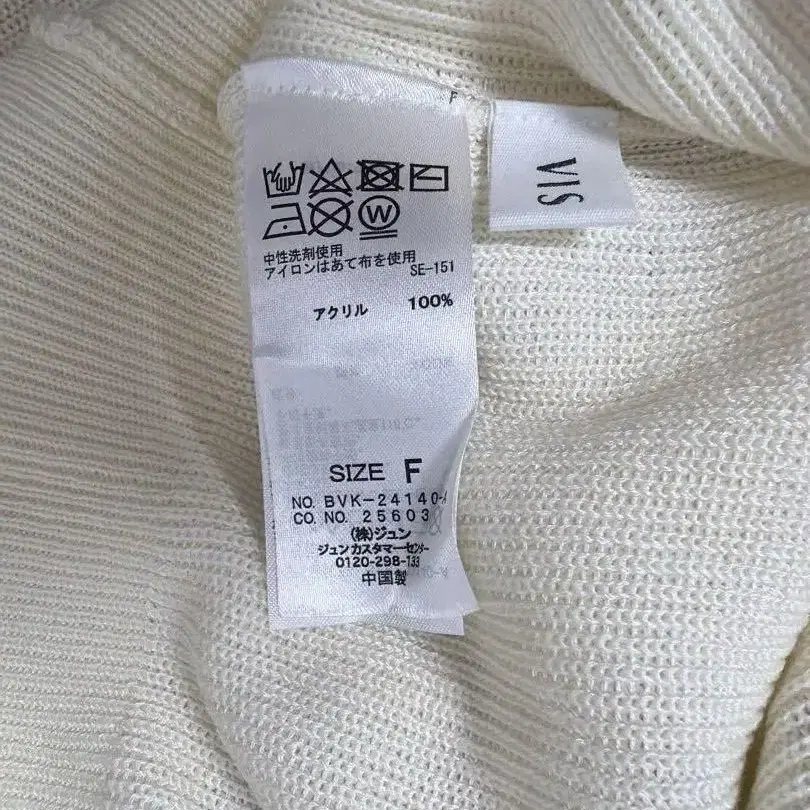 F
VIS
W
中性洗剤使用
アイロンはあて布を使用
SE-151
アクリル 100%
SIZE F
NO. BVK-24140-
CO. NO. 25603
(株)ジュン
ジュンカスタマーセンター
0120-298-133
中国製